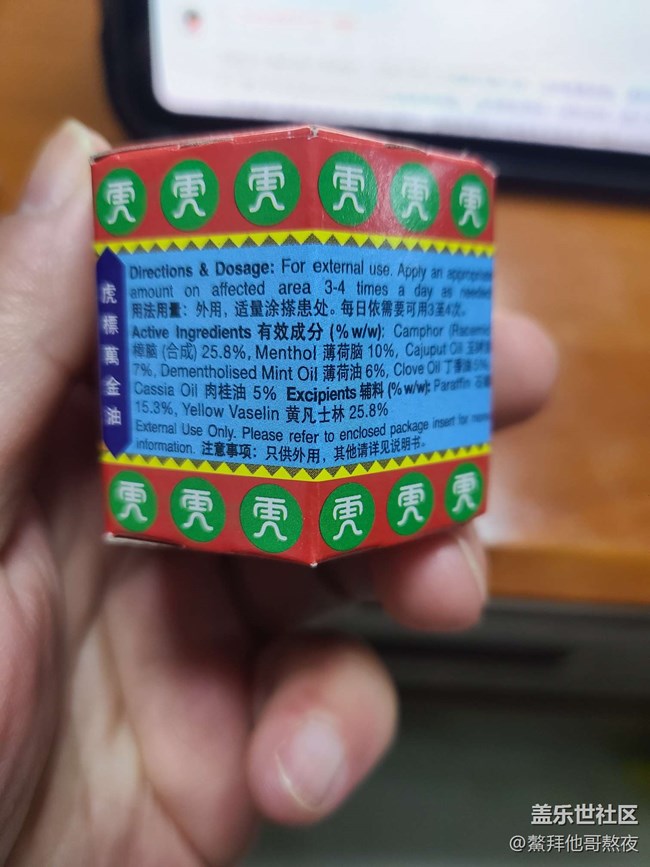 虎標萬金油
Directions & Dosage: For external use. Apply an appropriate
amount on affected area 3-4 times a day as needed
用法用量：外用，适量涂搽患处。每日依需要可用3至4次。
Active Ingredients 有效成分 (% w/w): Camphor (Racemic)
樟脑 (合成) 25.8%, Menthol 薄荷脑 10%, Cajuput Oil
7%, Dementholised Mint Oil 薄荷油 6%, Clove Oil 丁香油 5%,
Cassia Oil 肉桂油 5% Excipients 辅料 (% w/w): Paraffin 石蜡
15.3%, Yellow Vaselin 黄凡士林 25.8%
External Use Only. Please refer to enclosed package insert for more
information. 注意事项：只供外用，其他请详见说明书。
盖乐世社区
@鰲拜他哥熬夜